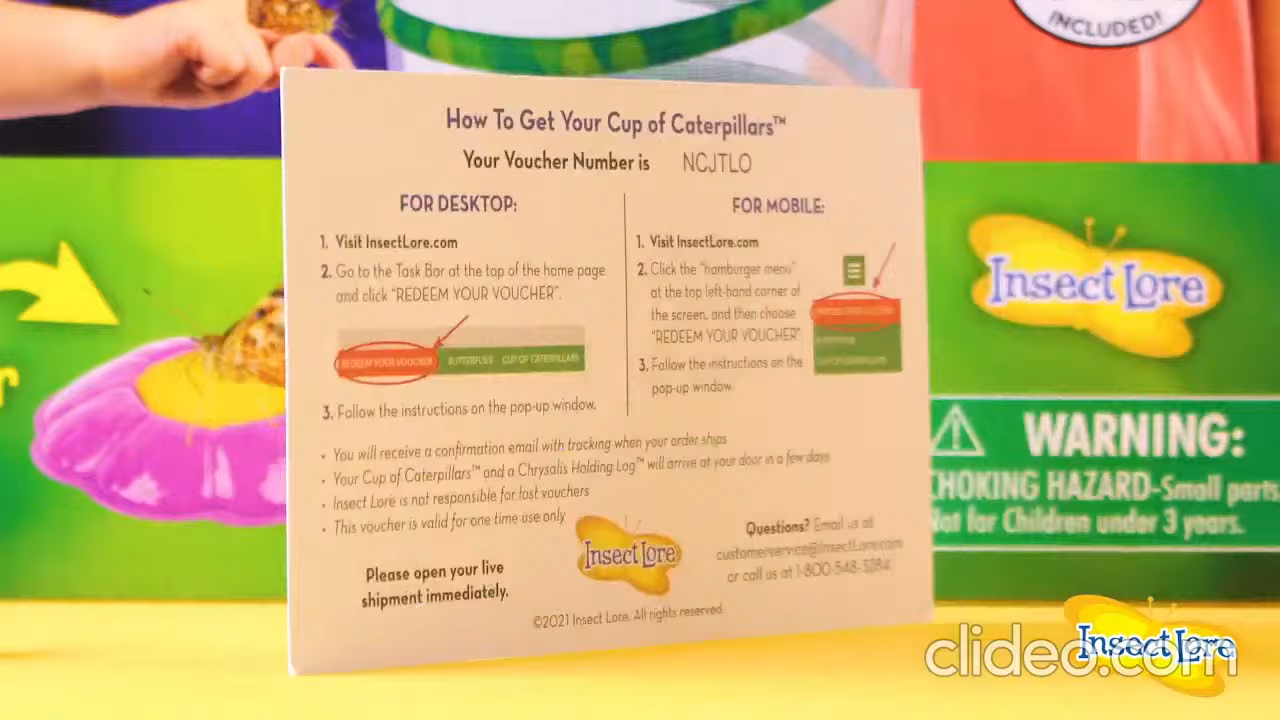 INCLUDED!
How To Get Your Cup of Caterpillars™
Your Voucher Number is NCJTLO
FOR DESKTOP:
1. Visit InsectLore.com
2. Go to the Task Bar at the top of the home page
and click "REDEEM YOUR VOUCHER".
REDEEM YOUR VOUCHER BUTTERFLIES CUP OF CATERPILLARS
3. Follow the instructions on the pop-up window.
FOR MOBILE:
1. Visit InsectLore.com
2. Click the "hamburger menu"
at the top left-hand corner of
the screen, and then choose
"REDEEM YOUR VOUCHER"
3. Follow the instructions on the
pop-up window.
• You will receive a confirmation email with tracking when your order ships
• Your Cup of Caterpillars™ and a Chrysalis Holding Log™ will arrive at your door in a few days
• Insect Lore is not responsible for lost vouchers
• This voucher is valid for one time use only
Please open your live
shipment immediately.
Insect Lore
Questions? Email us at
customerservice@InsectLore.com
or call us at 1-800-548-3284
©2021 Insect Lore. All rights reserved.
Insect Lore
WARNING:
CHOKING HAZARD-Small parts
Not for Children under 3 years.
Insect Lore
clideo.com